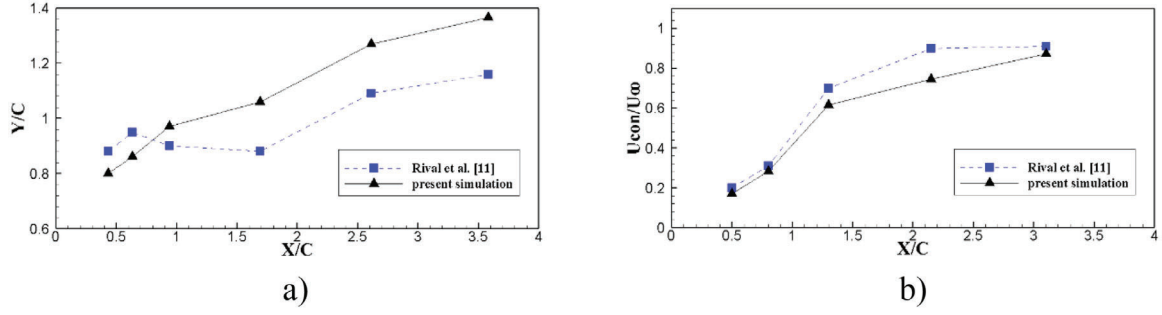 1.4
1.2
1
0.8
0.6
Y/C
0 0.5 1 1.5 2 2.5 3 3.5 4
X/C
Rival et al. [11]
present simulation
a)
1
0.8
0.6
0.4
0.2
0
Ucon/U∞
0 0.5 1 1.5 2 2.5 3 3.5 4
X/C
Rival et al. [11]
present simulation
b)